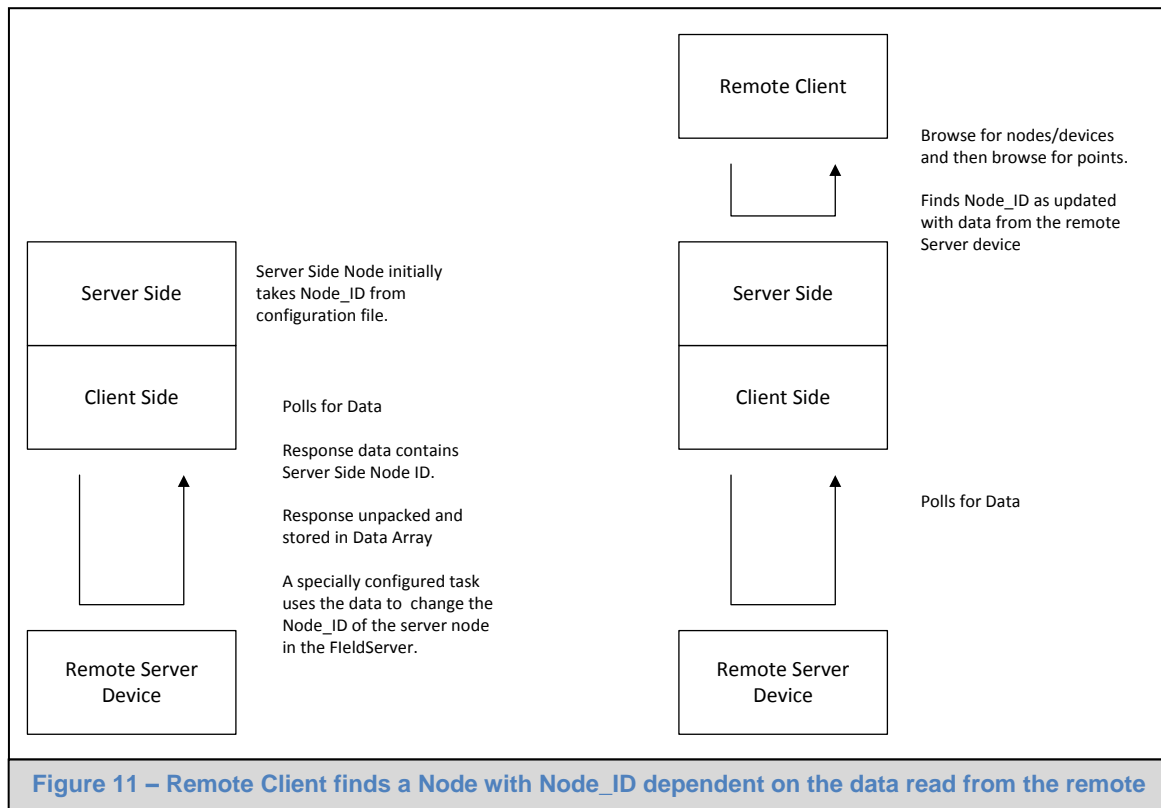 Remote Client
Browse for nodes/devices
and then browse for points.
Finds Node_ID as updated
with data from the remote
Server device
Server Side
Server Side Node initially
takes Node_ID from
configuration file.
Server Side
Client Side
Polls for Data
Response data contains
Server Side Node ID.
Response unpacked and
stored in Data Array
A specially configured task
uses the data to change the
Node_ID of the server node
in the FIeldServer.
Client Side
Polls for Data
Remote Server
Device
Remote Server
Device
Figure 11 – Remote Client finds a Node with Node_ID dependent on the data read from the remote